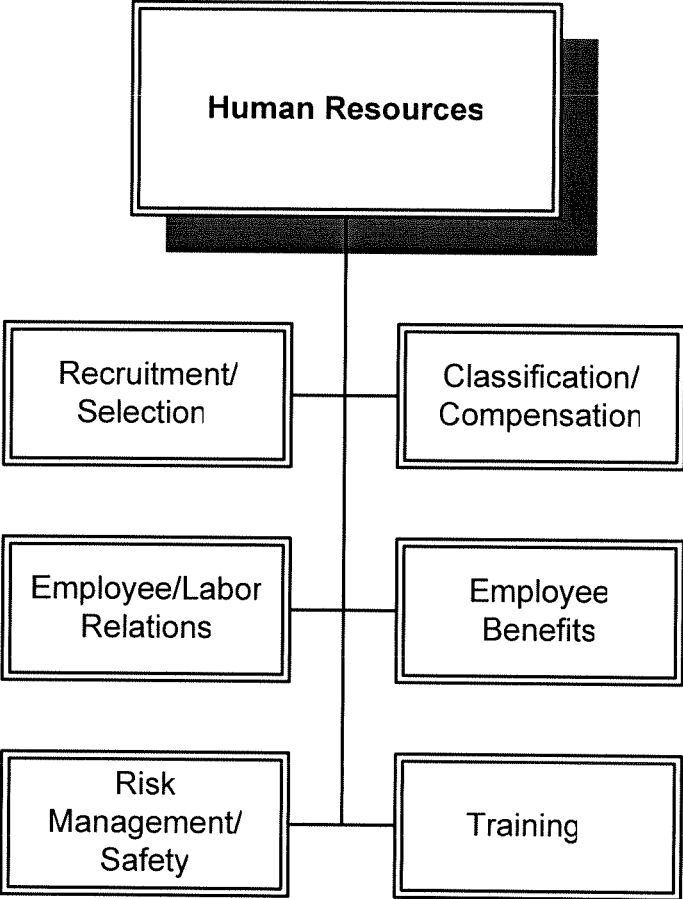 Human Resources
Recruitment/
Selection
Classification/
Compensation
Employee/Labor
Relations
Employee
Benefits
Risk
Management/
Safety
Training